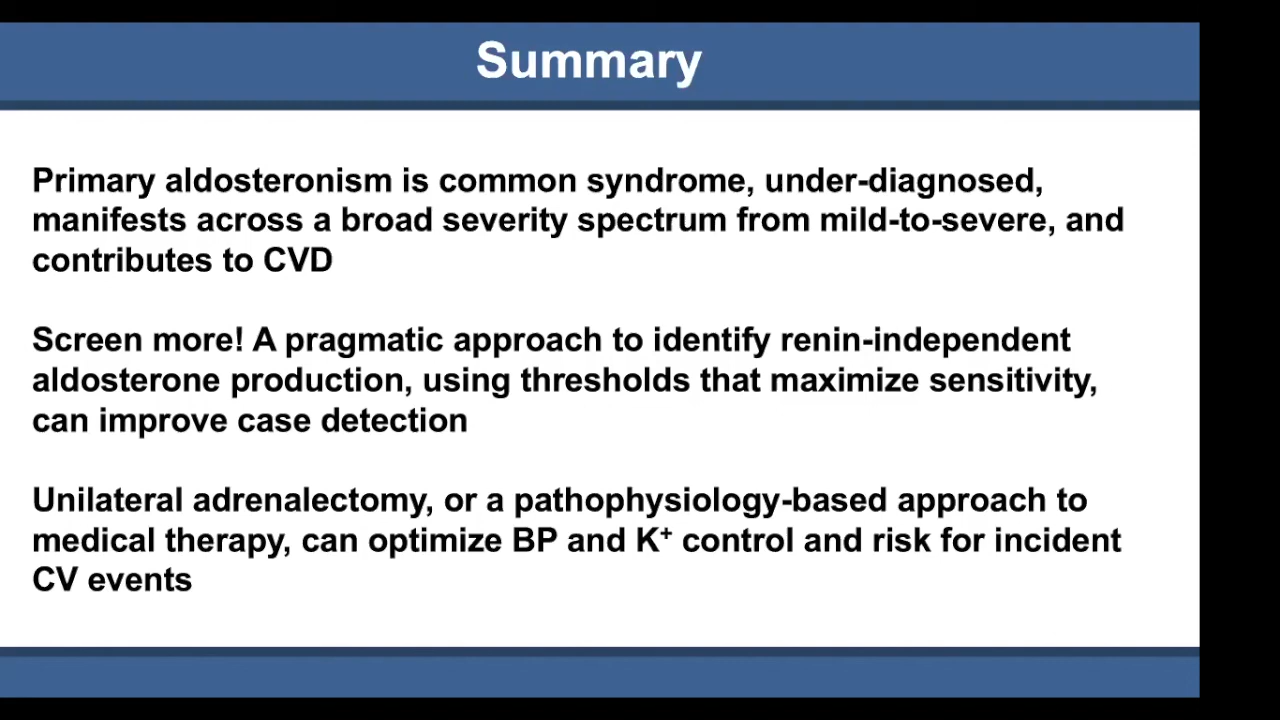 Summary
Primary aldosteronism is common syndrome, under-diagnosed,
manifests across a broad severity spectrum from mild-to-severe, and
contributes to CVD
Screen more! A pragmatic approach to identify renin-independent
aldosterone production, using thresholds that maximize sensitivity,
can improve case detection
Unilateral adrenalectomy, or a pathophysiology-based approach to
medical therapy, can optimize BP and K⁺ control and risk for incident
CV events